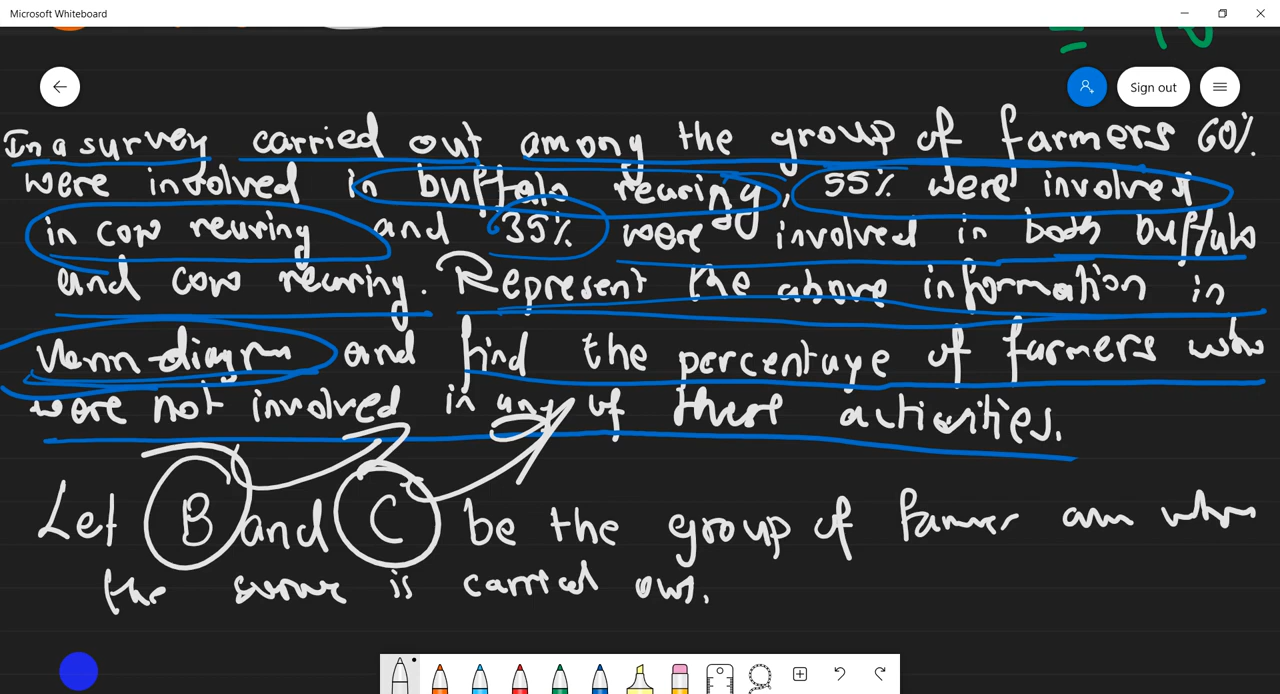 Microsoft Whiteboard
Sign out
In a survey carried out among the group of farmers 60%
were involved in buffalo rearing, 55% were involved
in cow rearing and 35% were involved in both buffalo
and cow rearing. Represent the above information in
Venn-diagram and find the percentage of farmers who
were not involved in any of these activities.
Let B and C be the group of farmer
the is carried